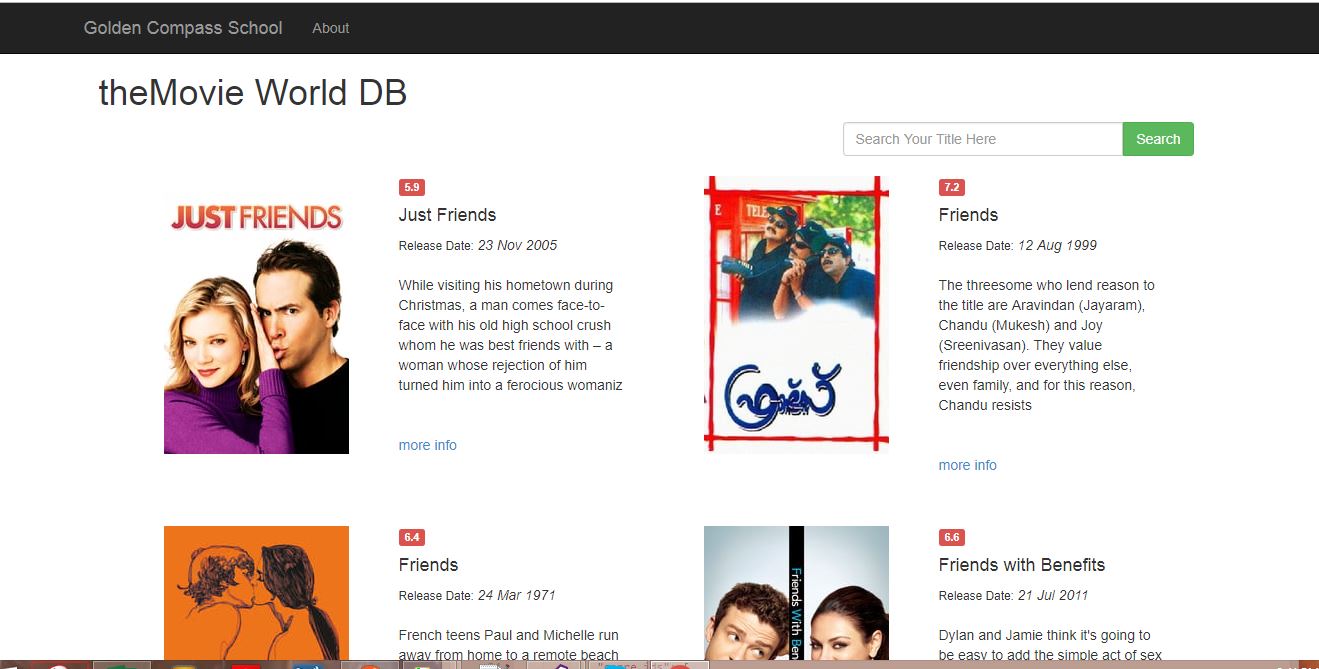 Golden Compass School About
theMovie World DB
Search Your Title Here Search
JUST FRIENDS
5.9
Just Friends
Release Date: 23 Nov 2005
While visiting his hometown during
Christmas, a man comes face-to-
face with his old high school crush
whom he was best friends with – a
woman whose rejection of him
turned him into a ferocious womaniz
more info
E TELE
ഫ്രണ്ട്സ്
7.2
Friends
Release Date: 12 Aug 1999
The threesome who lend reason to
the title are Aravindan (Jayaram),
Chandu (Mukesh) and Joy
(Sreenivasan). They value
friendship over everything else,
even family, and for this reason,
Chandu resists
more info
6.4
Friends
Release Date: 24 Mar 1971
French teens Paul and Michelle run
away from home to a remote beach
Friends With Ben
6.6
Friends with Benefits
Release Date: 21 Jul 2011
Dylan and Jamie think it's going to
be easy to add the simple act of sex